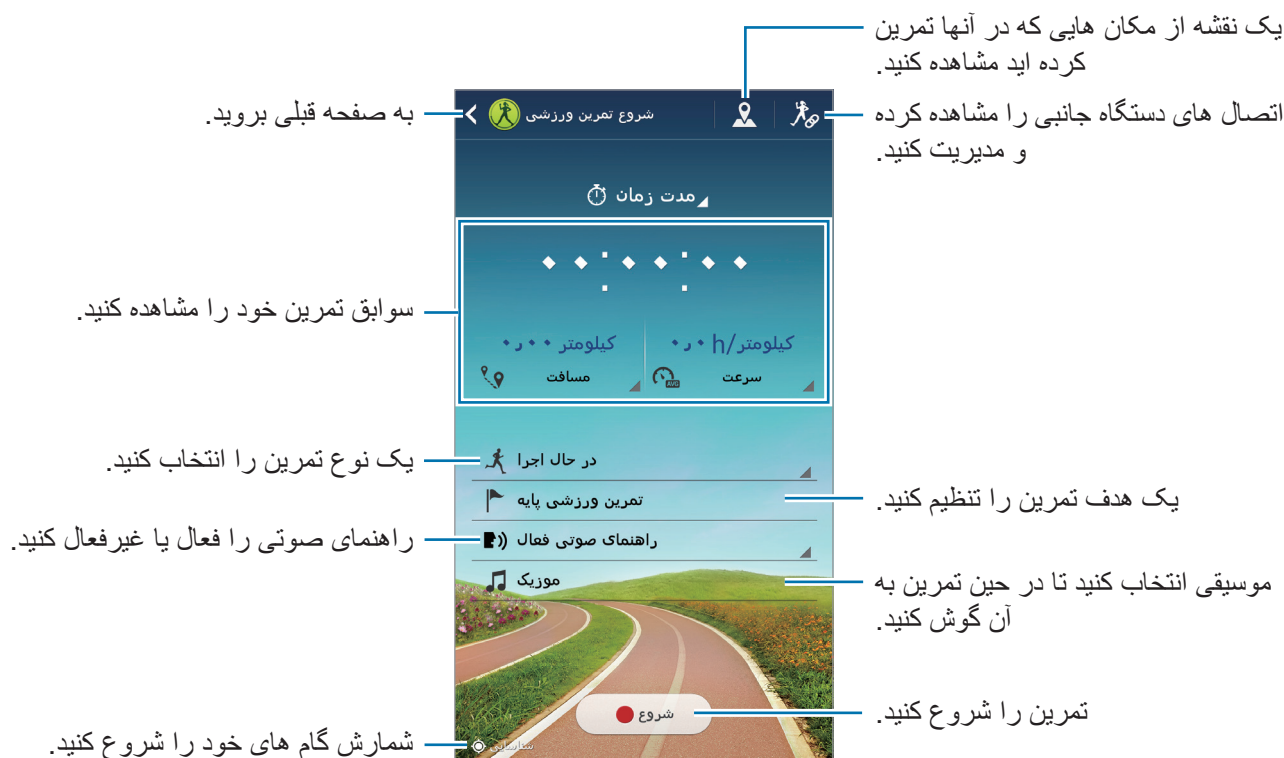 یک نقشه از مکان هایی که در آنها تمرین
کرده اید مشاهده کنید.
اتصال های دستگاه جانبی را مشاهده کرده
و مدیریت کنید.
به صفحه قبلی بروید.
شروع تمرین ورزشی
مدت زمان
۰۰:۰۰:۰۰
سوابق تمرین خود را مشاهده کنید.
۰٫۰ h/کیلومتر
۰٫۰۰ کیلومتر
سرعت
AVG
مسافت
یک نوع تمرین را انتخاب کنید.
در حال اجرا
تمرین ورزشی پایه
یک هدف تمرین را تنظیم کنید.
راهنمای صوتی فعال
راهنمای صوتی را فعال یا غیرفعال کنید.
موزیک
موسیقی انتخاب کنید تا در حین تمرین به
آن گوش کنید.
شروع
تمرین را شروع کنید.
شناسایی
شمارش گام های خود را شروع کنید.